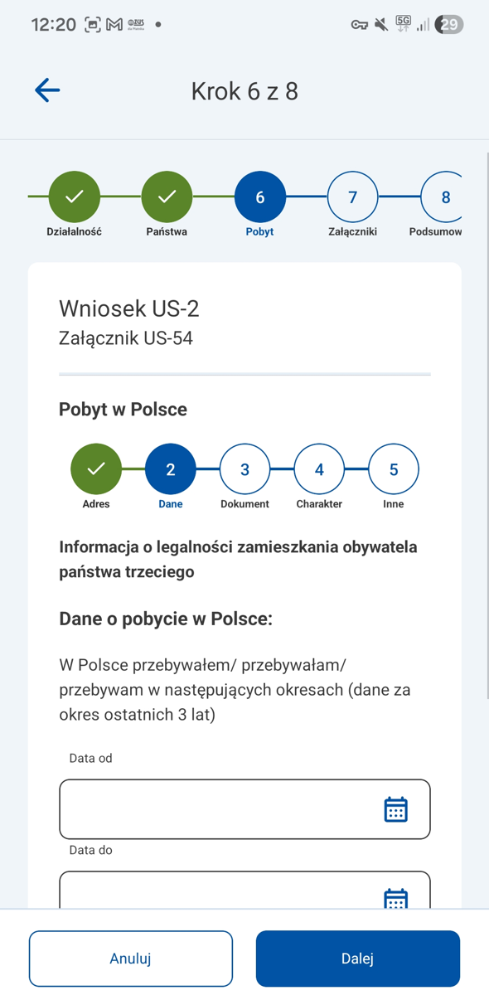 12:20
ZUS
5G
29
Krok 6 z 8
6
7
8
Działalność
Państwa
Pobyt
Załączniki
Podsumow
Wniosek US-2
Załącznik US-54
Pobyt w Polsce
2
3
4
5
Adres
Dane
Dokument
Charakter
Inne
Informacja o legalności zamieszkania obywatela
państwa trzeciego
Dane o pobycie w Polsce:
W Polsce przebywałem/ przebywałam/
przebywam w następujących okresach (dane za
okres ostatnich 3 lat)
Data od
Data do
Anuluj
Dalej